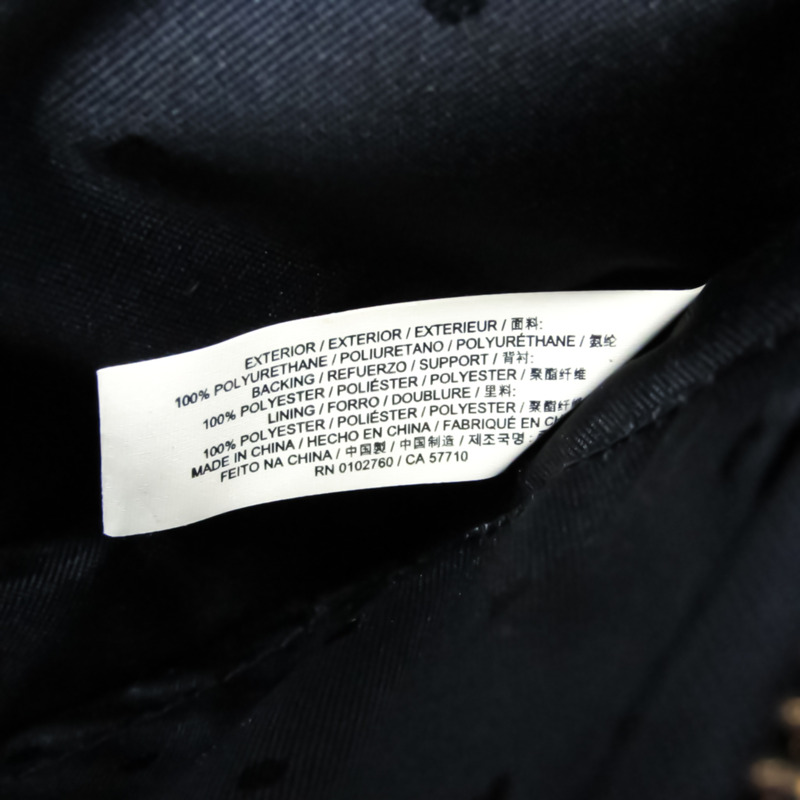 EXTERIOR / EXTERIOR / EXTERIEUR / 面料:
100% POLYURETHANE / POLIURETANO / POLYURÉTHANE / 氨纶
BACKING / REFUERZO / SUPPORT / 背衬:
100% POLYESTER / POLIÉSTER / POLYESTER / 聚酯纤维
LINING / FORRO / DOUBLURE / 里料:
100% POLYESTER / POLIÉSTER / POLYESTER / 聚酯纤维
MADE IN CHINA / HECHO EN CHINA / FABRIQUÉ EN
FEITO NA CHINA / 中国製 / 中国制造 / 제조국명 :
RN 0102760 / CA 57710